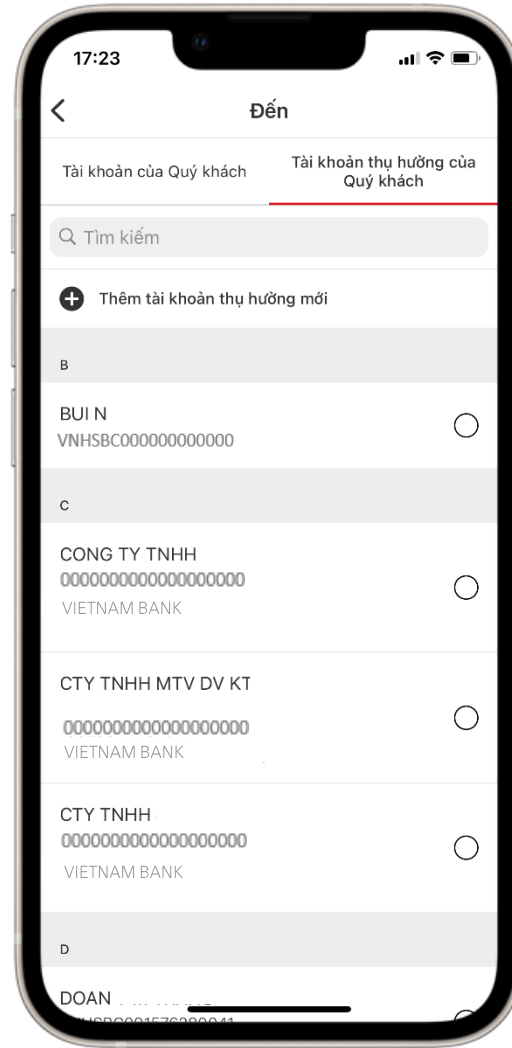 17:23
Đến
Tài khoản của Quý khách
Tài khoản thụ hưởng của
Quý khách
Tìm kiếm
Thêm tài khoản thụ hưởng mới
B
BUI N
VNHSBC000000000000
C
CONG TY TNHH
0000000000000000000
VIETNAM BANK
CTY TNHH MTV DV KT
0000000000000000000
VIETNAM BANK
CTY TNHH
0000000000000000000
VIETNAM BANK
D
DOAN